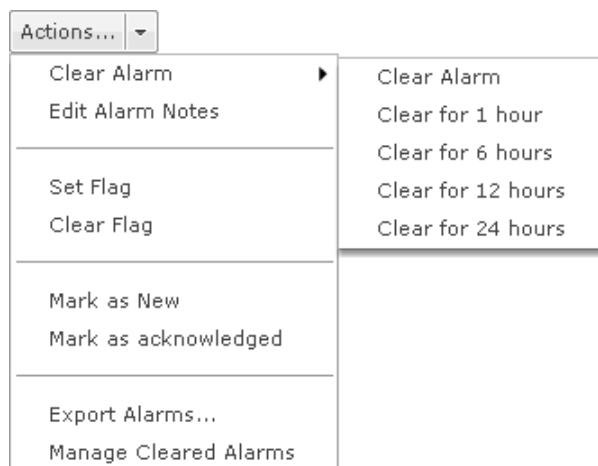 Actions...
Clear Alarm
Edit Alarm Notes
Set Flag
Clear Flag
Mark as New
Mark as acknowledged
Export Alarms...
Manage Cleared Alarms
Clear Alarm
Clear for 1 hour
Clear for 6 hours
Clear for 12 hours
Clear for 24 hours